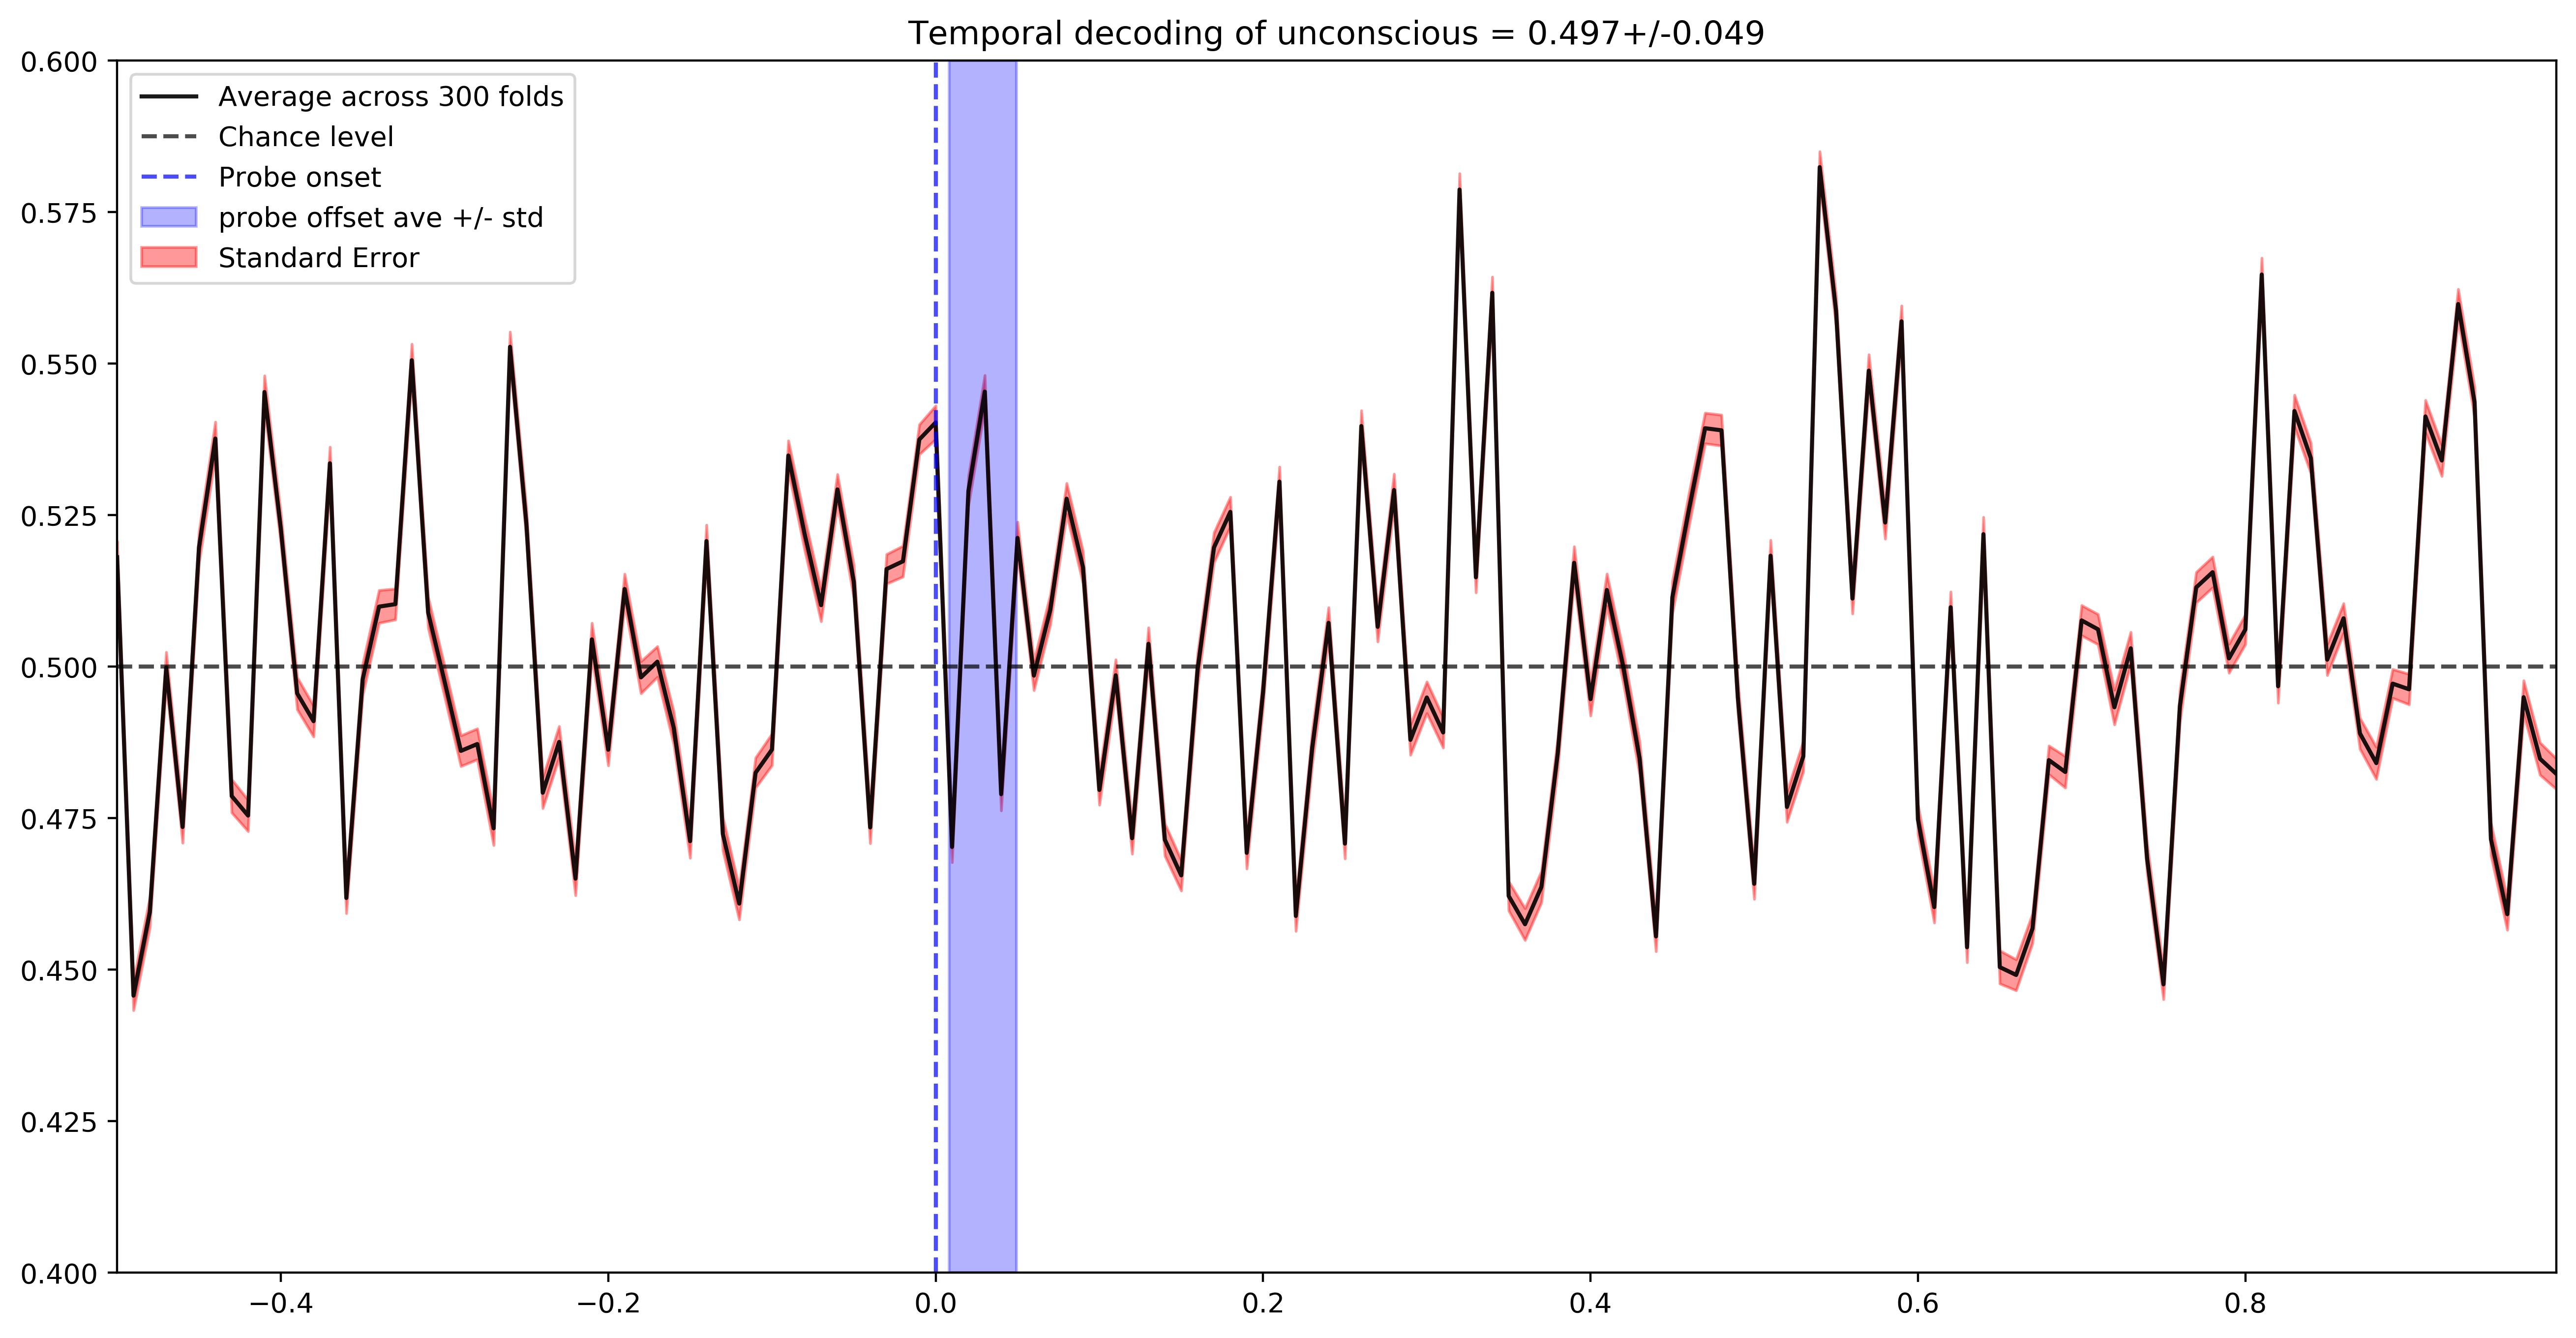 Temporal decoding of unconscious = 0.497+/-0.049
0.600
0.575
0.550
0.525
0.500
0.475
0.450
0.425
0.400
Average across 300 folds
Chance level
Probe onset
probe offset ave +/- std
Standard Error
−0.4 −0.2 0.0 0.2 0.4 0.6 0.8